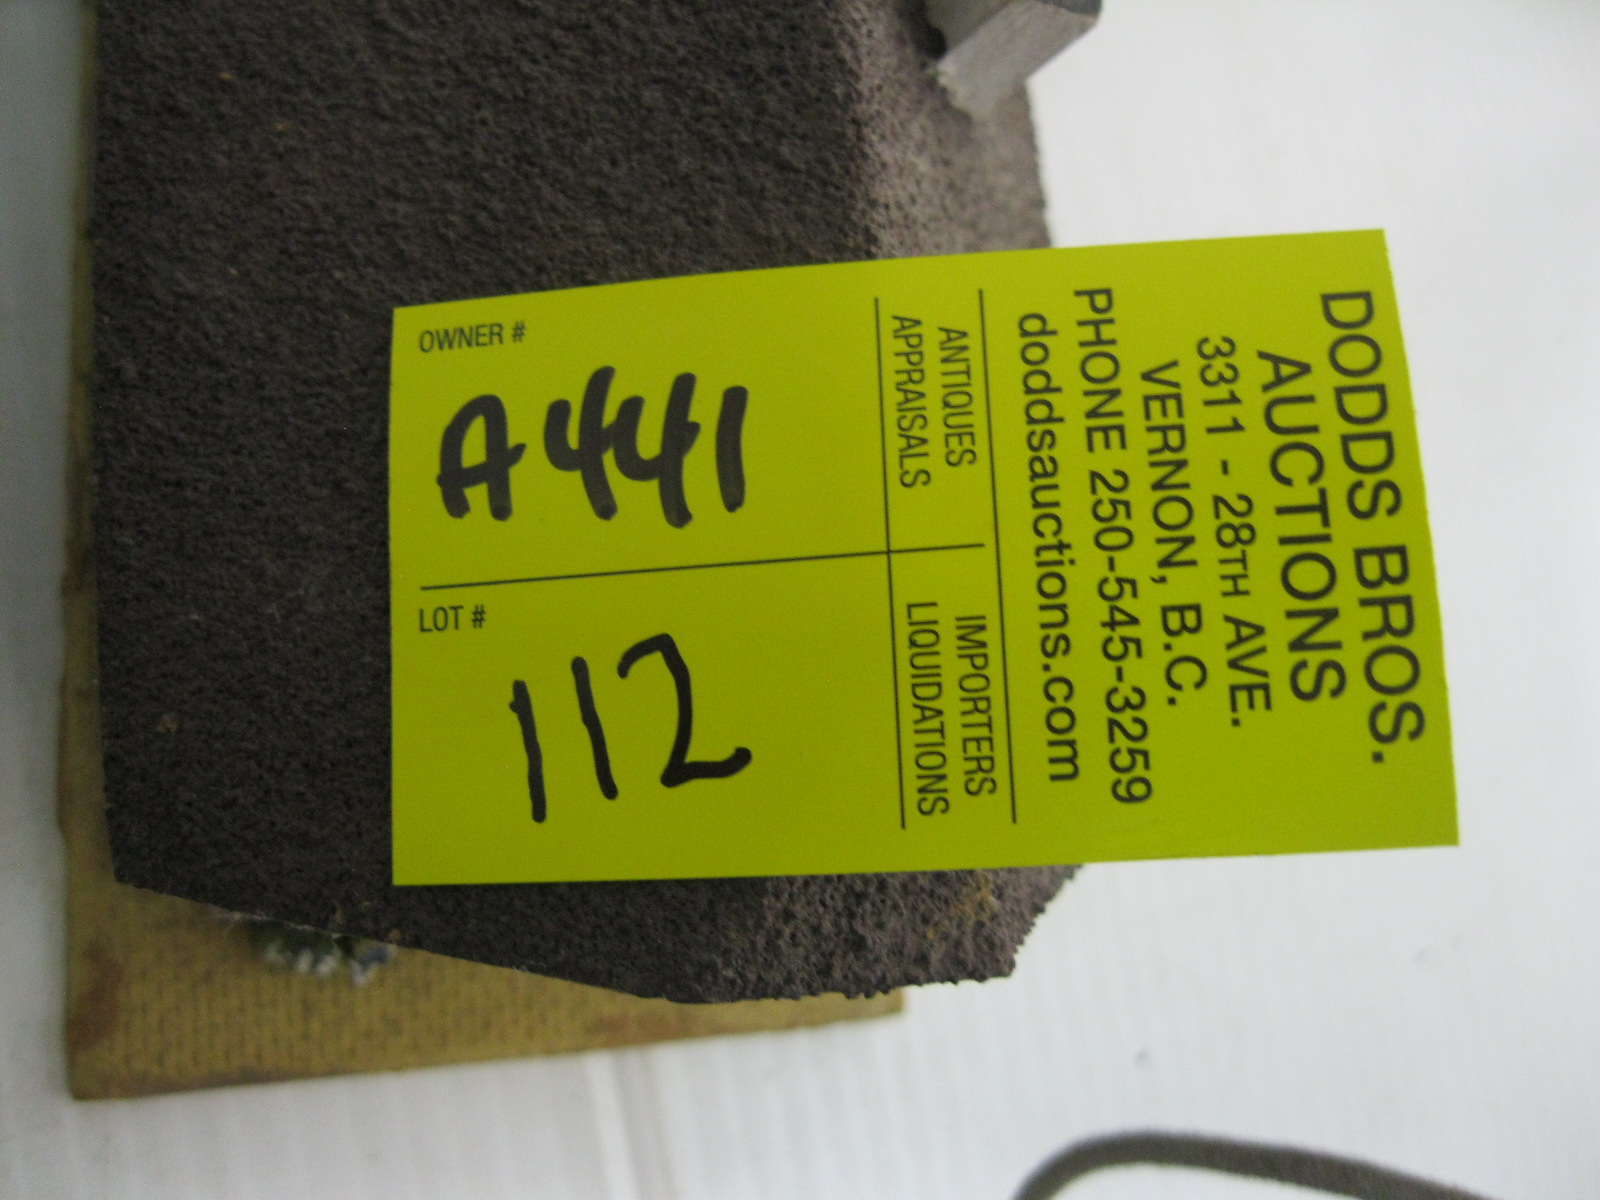 DODDS BROS.
AUCTIONS
3311 - 28TH AVE.
VERNON, B.C.
PHONE 250-545-3259
doddsauctions.com
ANTIQUES
APPRAISALS
IMPORTERS
LIQUIDATIONS
OWNER #
A441
LOT #
112